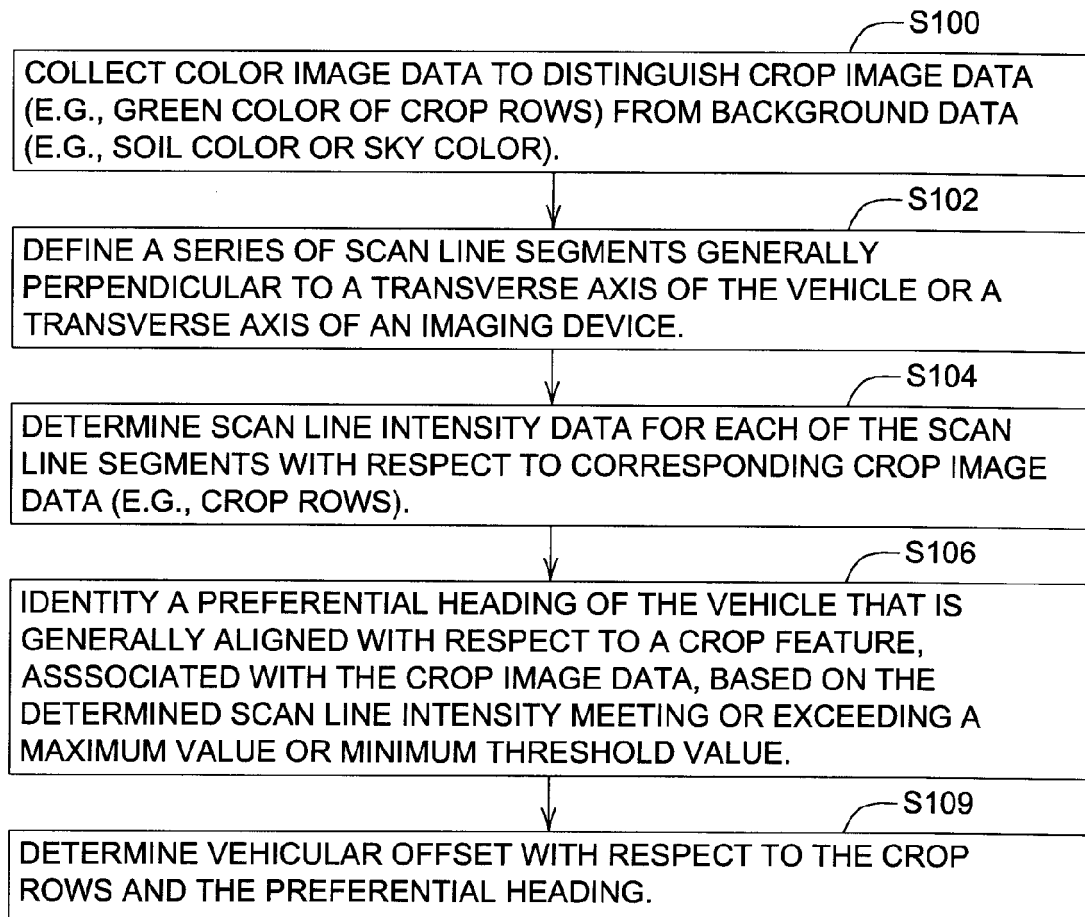 S100
COLLECT COLOR IMAGE DATA TO DISTINGUISH CROP IMAGE DATA
(E.G., GREEN COLOR OF CROP ROWS) FROM BACKGROUND DATA
(E.G., SOIL COLOR OR SKY COLOR).
S102
DEFINE A SERIES OF SCAN LINE SEGMENTS GENERALLY
PERPENDICULAR TO A TRANSVERSE AXIS OF THE VEHICLE OR A
TRANSVERSE AXIS OF AN IMAGING DEVICE.
S104
DETERMINE SCAN LINE INTENSITY DATA FOR EACH OF THE SCAN
LINE SEGMENTS WITH RESPECT TO CORRESPONDING CROP IMAGE
DATA (E.G., CROP ROWS).
S106
IDENTITY A PREFERENTIAL HEADING OF THE VEHICLE THAT IS
GENERALLY ALIGNED WITH RESPECT TO A CROP FEATURE,
ASSSOCIATED WITH THE CROP IMAGE DATA, BASED ON THE
DETERMINED SCAN LINE INTENSITY MEETING OR EXCEEDING A
MAXIMUM VALUE OR MINIMUM THRESHOLD VALUE.
S109
DETERMINE VEHICULAR OFFSET WITH RESPECT TO THE CROP
ROWS AND THE PREFERENTIAL HEADING.